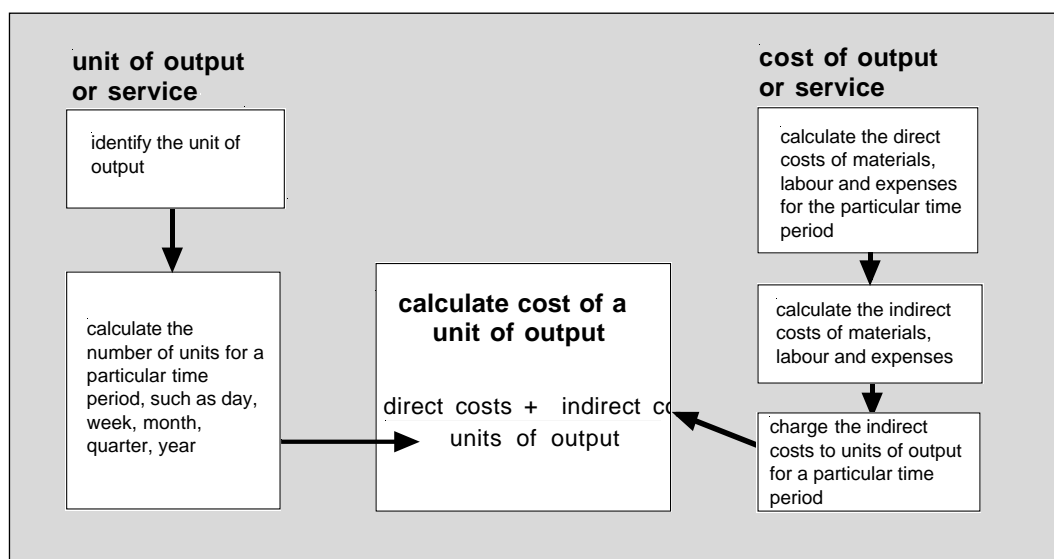 unit of output
or service
identify the unit of
output
calculate the
number of units for a
particular time
period, such as day,
week, month,
quarter, year
calculate cost of a
unit of output
direct costs + indirect
units of output
cost of output
or service
calculate the direct
costs of materials,
labour and expenses
for the particular time
period
calculate the indirect
costs of materials,
labour and expenses
charge the indirect
costs to units of output
for a particular time
period